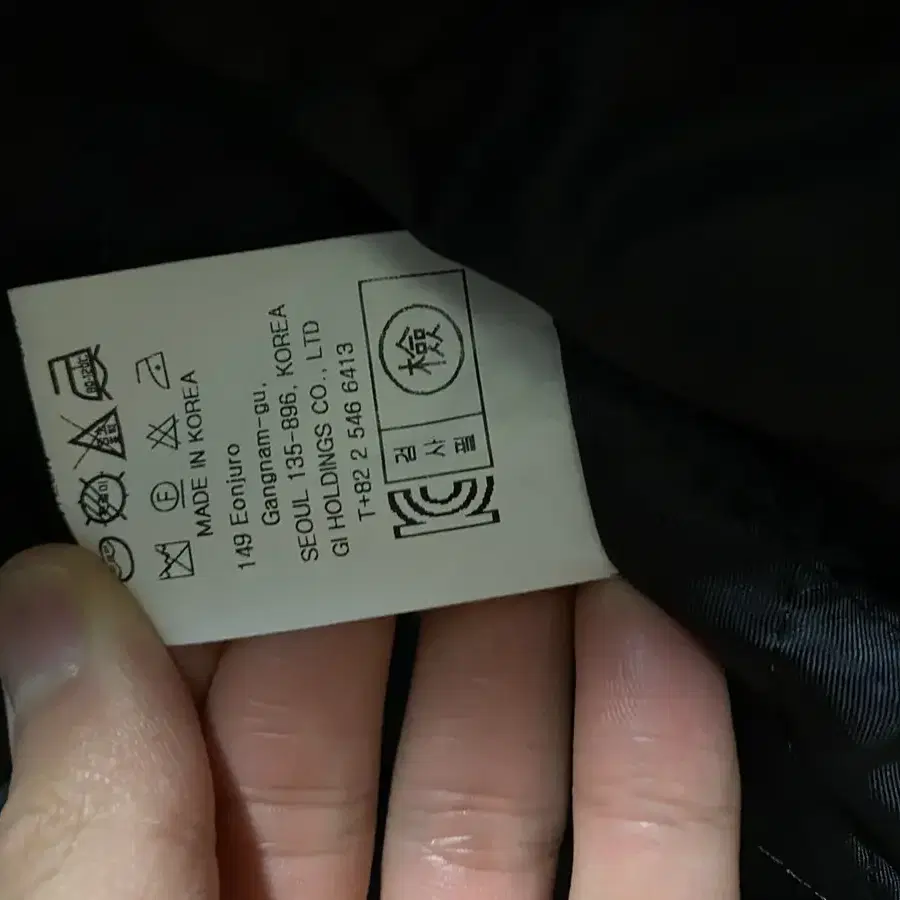 MADE IN KOREA
149 Eonjuro
Gangnam-gu,
SEOUL 135-896, KOREA
GI HOLDINGS CO., LTD
T+82 2 546 6413
검사필 檢